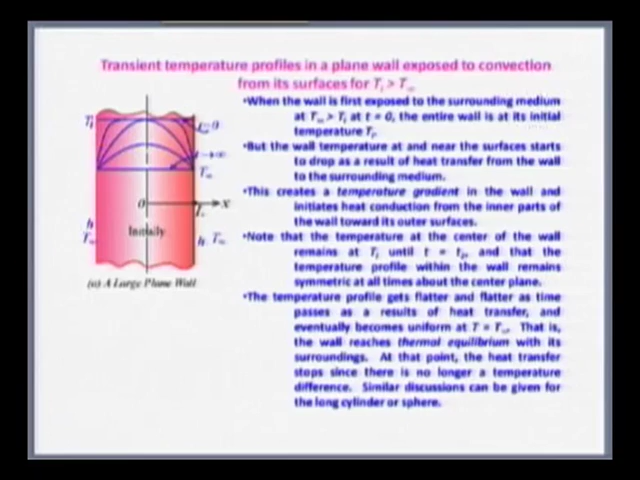 Transient temperature profiles in a plane wall exposed to convection
from its surfaces for Ti > T∞
•When the wall is first exposed to the surrounding medium
at T∞ > Ti at t = 0, the entire wall is at its initial
temperature Ti.
•But the wall temperature at and near the surfaces starts
to drop as a result of heat transfer from the wall
to the surrounding medium.
•This creates a temperature gradient in the wall and
initiates heat conduction from the inner parts of
the wall toward its outer surfaces.
•Note that the temperature at the center of the wall
remains at Ti until t = t₂, and that the
temperature profile within the wall remains
symmetric at all times about the center plane.
•The temperature profile gets flatter and flatter as time
passes as a results of heat transfer, and
eventually becomes uniform at T = T∞. That is,
the wall reaches thermal equilibrium with its
surroundings. At that point, the heat transfer
stops since there is no longer a temperature
difference. Similar discussions can be given for
the long cylinder or sphere.
Ti
t=0
t→∞
T∞
0
L
x
h
T∞
Initially
h T∞
(a) A Large Plane Wall